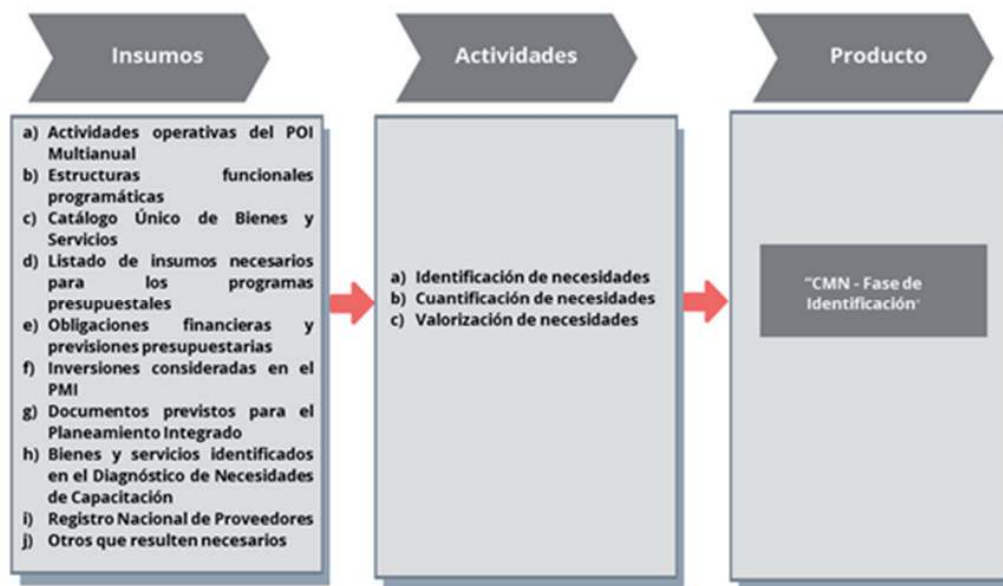 Insumos
a) Actividades operativas del POI
Multianual
b) Estructuras funcionales
programáticas
c) Catálogo Único de Bienes y
Servicios
d) Listado de insumos necesarios
para los programas
presupuestales
e) Obligaciones financieras y
previsiones presupuestarias
f) Inversiones consideradas en el
PMI
g) Documentos previstos para el
Planeamiento Integrado
h) Bienes y servicios identificados
en el Diagnóstico de Necesidades
de Capacitación
i) Registro Nacional de Proveedores
j) Otros que resulten necesarios
Actividades
a) Identificación de necesidades
b) Cuantificación de necesidades
c) Valorización de necesidades
Producto
"CMN - Fase de
Identificación"